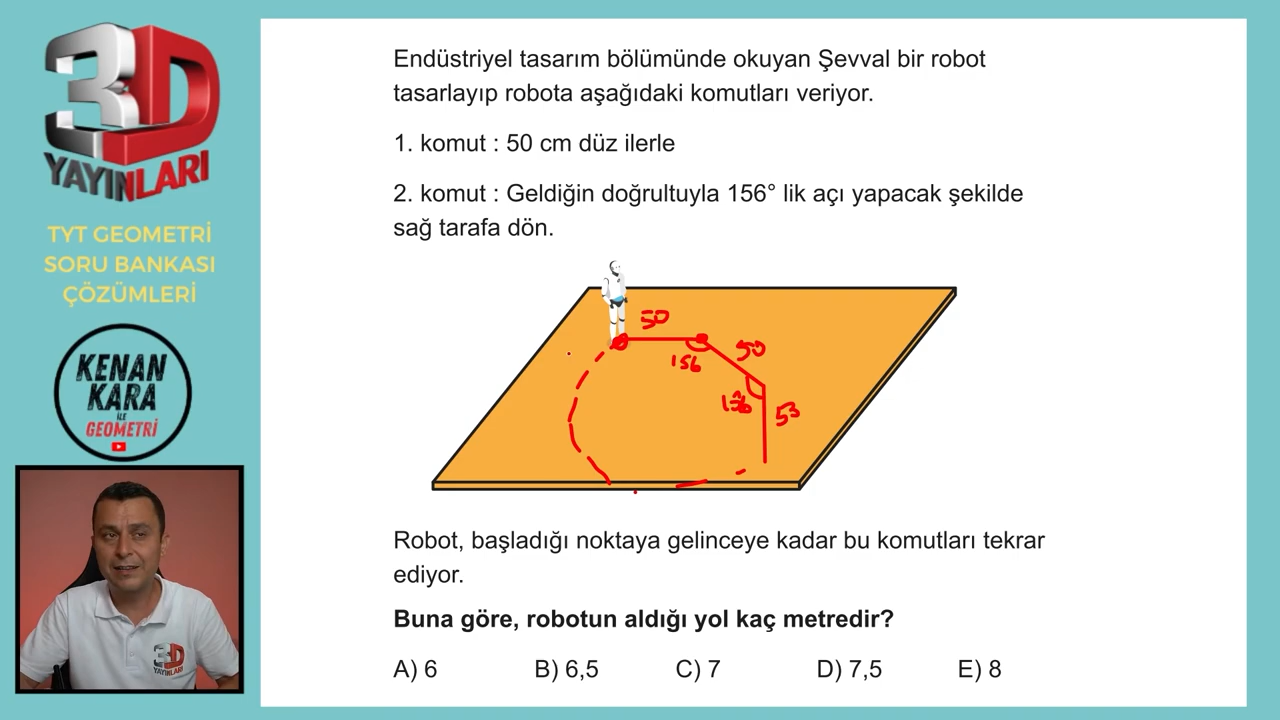 3D
YAYINLARI
TYT GEOMETRİ
SORU BANKASI
ÇÖZÜMLERİ
KENAN
KARA
İLE
GEOMETRİ
3D
YAYINLARI
Endüstriyel tasarım bölümünde okuyan Şevval bir robot
tasarlayıp robota aşağıdaki komutları veriyor.
1. komut : 50 cm düz ilerle
2. komut : Geldiğin doğrultuyla 156° lik açı yapacak şekilde
sağ tarafa dön.
50
156
50
156
Robot, başladığı noktaya gelinceye kadar bu komutları tekrar
ediyor.
Buna göre, robotun aldığı yol kaç metredir?
A) 6 B) 6,5 C) 7 D) 7,5 E) 8